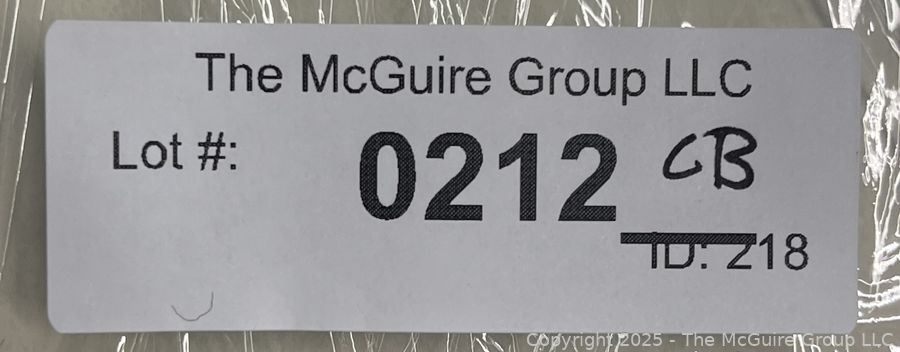 The McGuire Group LLC
Lot #: 0212 CB
ID: 218
Copyright 2025 - The McGuire Group LLC